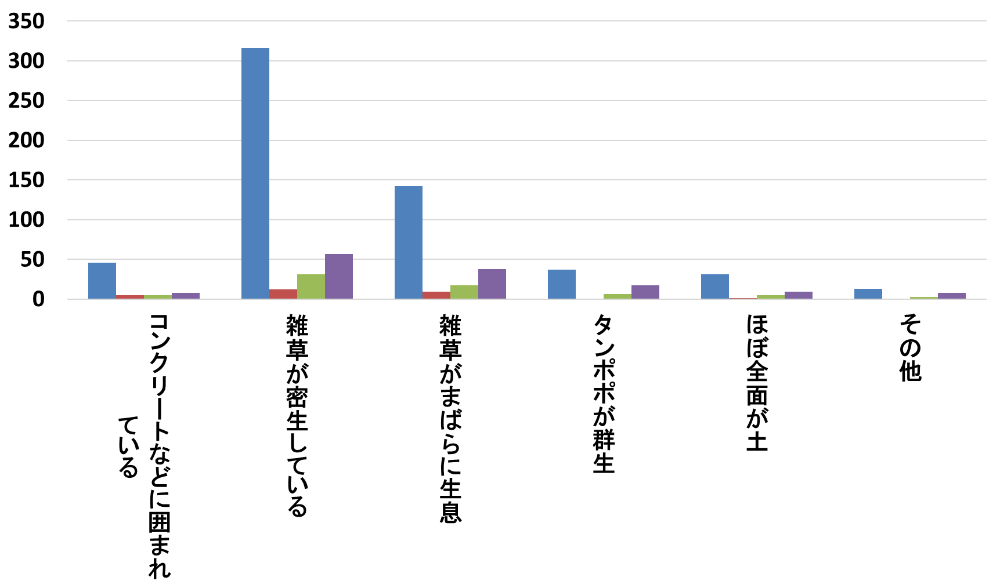 350
300
250
200
150
100
50
0
コンクリートなどに囲まれ
ている
雑草が密生している
雑草がまばらに生息
タンポポが群生
ほぼ全面が土
その他